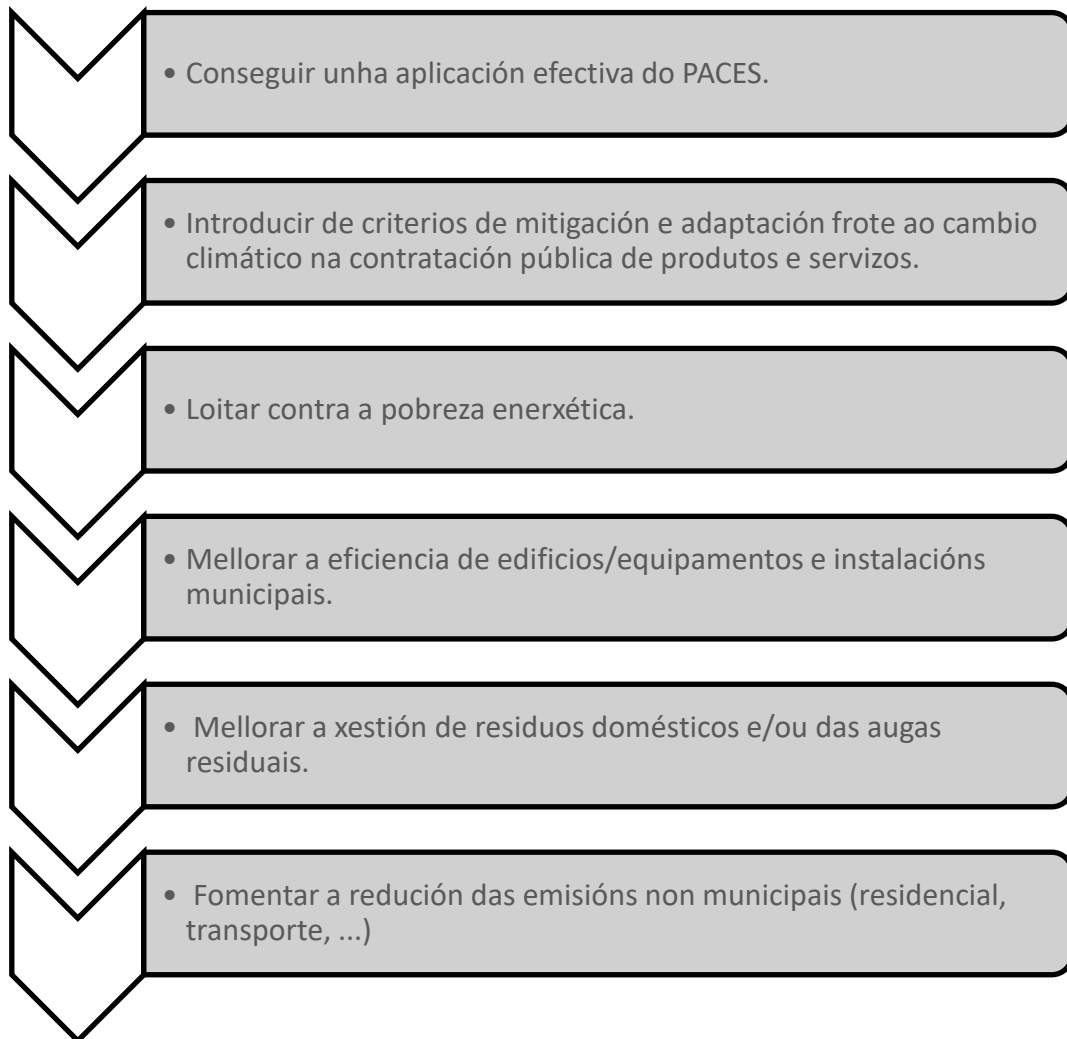 • Conseguir unha aplicación efectiva do PACES.
• Introducir de criterios de mitigación e adaptación frote ao cambio
climático na contratación pública de produtos e servizos.
• Loitar contra a pobreza enerxética.
• Mellorar a eficiencia de edificios/equipamentos e instalacións
municipais.
• Mellorar a xestión de residuos domésticos e/ou das augas
residuais.
• Fomentar a redución das emisións non municipais (residencial,
transporte, ...)